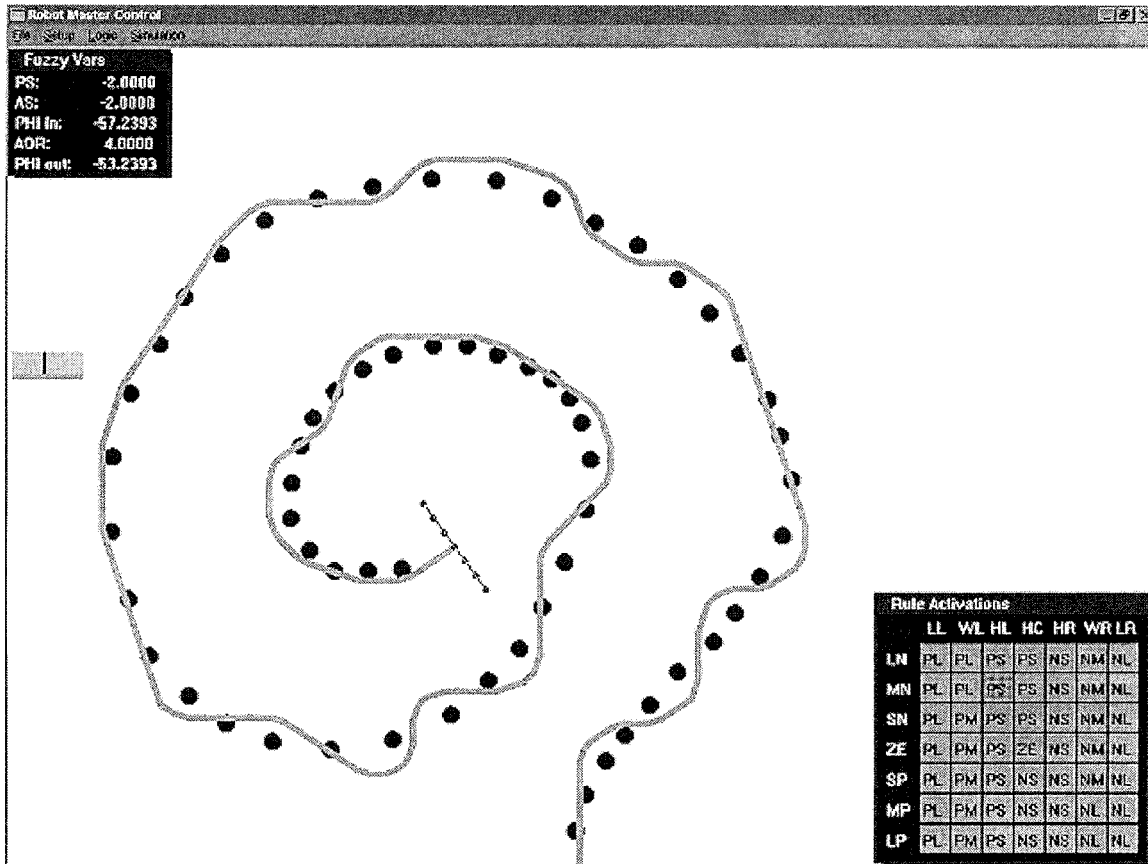 Robot Master Control
File Setup Logic Simulation
Fuzzy Vars
PS: -2.0000
AS: -2.0000
PHI in: -57.2393
AOR: 4.0000
PHI out: -53.2393
Rule Activations
LL WL HL HC HR WR LR
LN PL PL PS PS NS NM NL
MN PL PL PS PS NS NM NL
SN PL PM PS PS NS NM NL
ZE PL PM PS ZE NS NM NL
SP PL PM PS NS NS NM NL
MP PL PM PS NS NS NL NL
LP PL PM PS NS NS NL NL